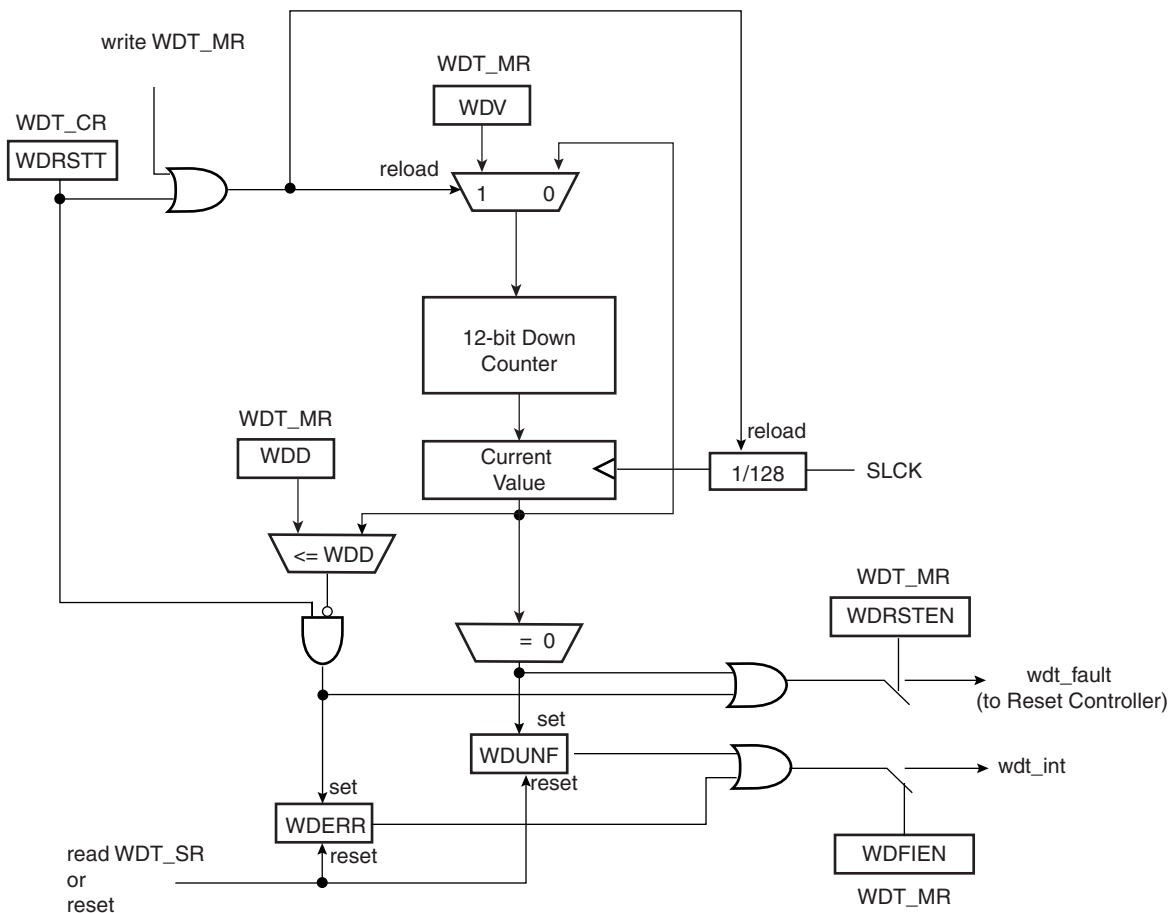 write WDT_MR
WDT_MR
WDV
WDT_CR
WDRSTT
reload
1 0
12-bit Down
Counter
WDT_MR
WDD
reload
Current
Value
1/128
SLCK
<= WDD
WDT_MR
WDRSTEN
= 0
wdt_fault
(to Reset Controller)
set
WDUNF
reset
wdt_int
set
WDERR
reset
WDFIEN
WDT_MR
read WDT_SR
or
reset